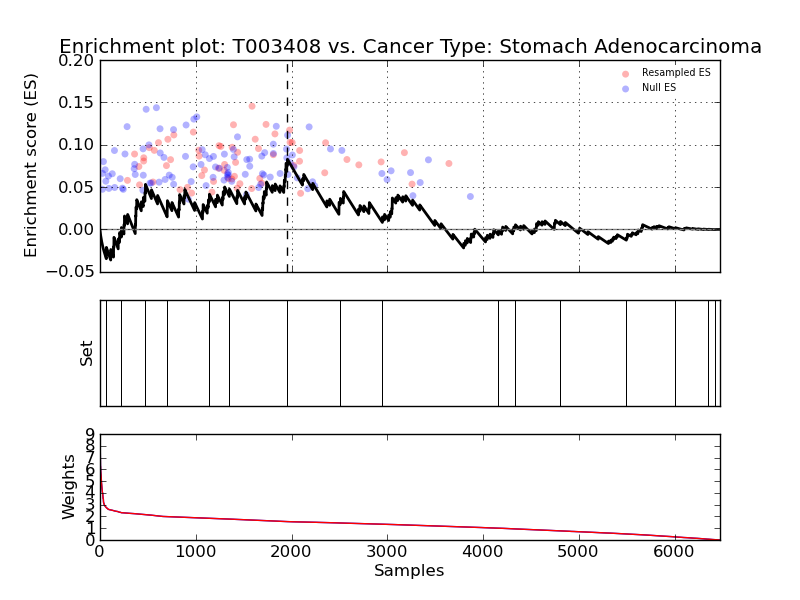 Enrichment plot: T003408 vs. Cancer Type: Stomach Adenocarcinoma
0.20
0.15
0.10
0.05
0.00
−0.05
Enrichment score (ES)
Resampled ES
Null ES
Set
9
8
7
6
5
4
3
2
1
0
Weights
0 1000 2000 3000 4000 5000 6000
Samples